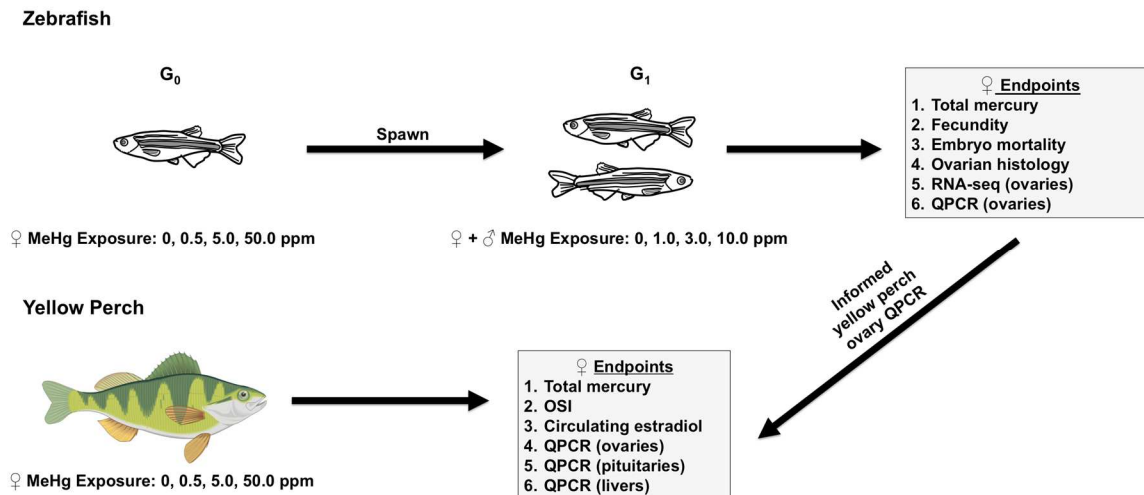 Zebrafish
G₀
G₁
Spawn
♀ MeHg Exposure: 0, 0.5, 5.0, 50.0 ppm
♀ + ♂ MeHg Exposure: 0, 1.0, 3.0, 10.0 ppm
♀ Endpoints
1. Total mercury
2. Fecundity
3. Embryo mortality
4. Ovarian histology
5. RNA-seq (ovaries)
6. QPCR (ovaries)
Informed
yellow perch
ovary QPCR
Yellow Perch
♀ MeHg Exposure: 0, 0.5, 5.0, 50.0 ppm
♀ Endpoints
1. Total mercury
2. OSI
3. Circulating estradiol
4. QPCR (ovaries)
5. QPCR (pituitaries)
6. QPCR (livers)